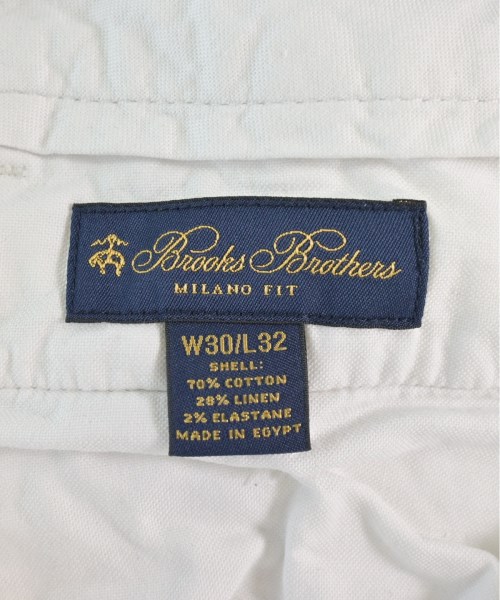 Brooks Brothers
MILANO FIT
W30/L32
SHELL:
70% COTTON
28% LINEN
2% ELASTANE
MADE IN EGYPT